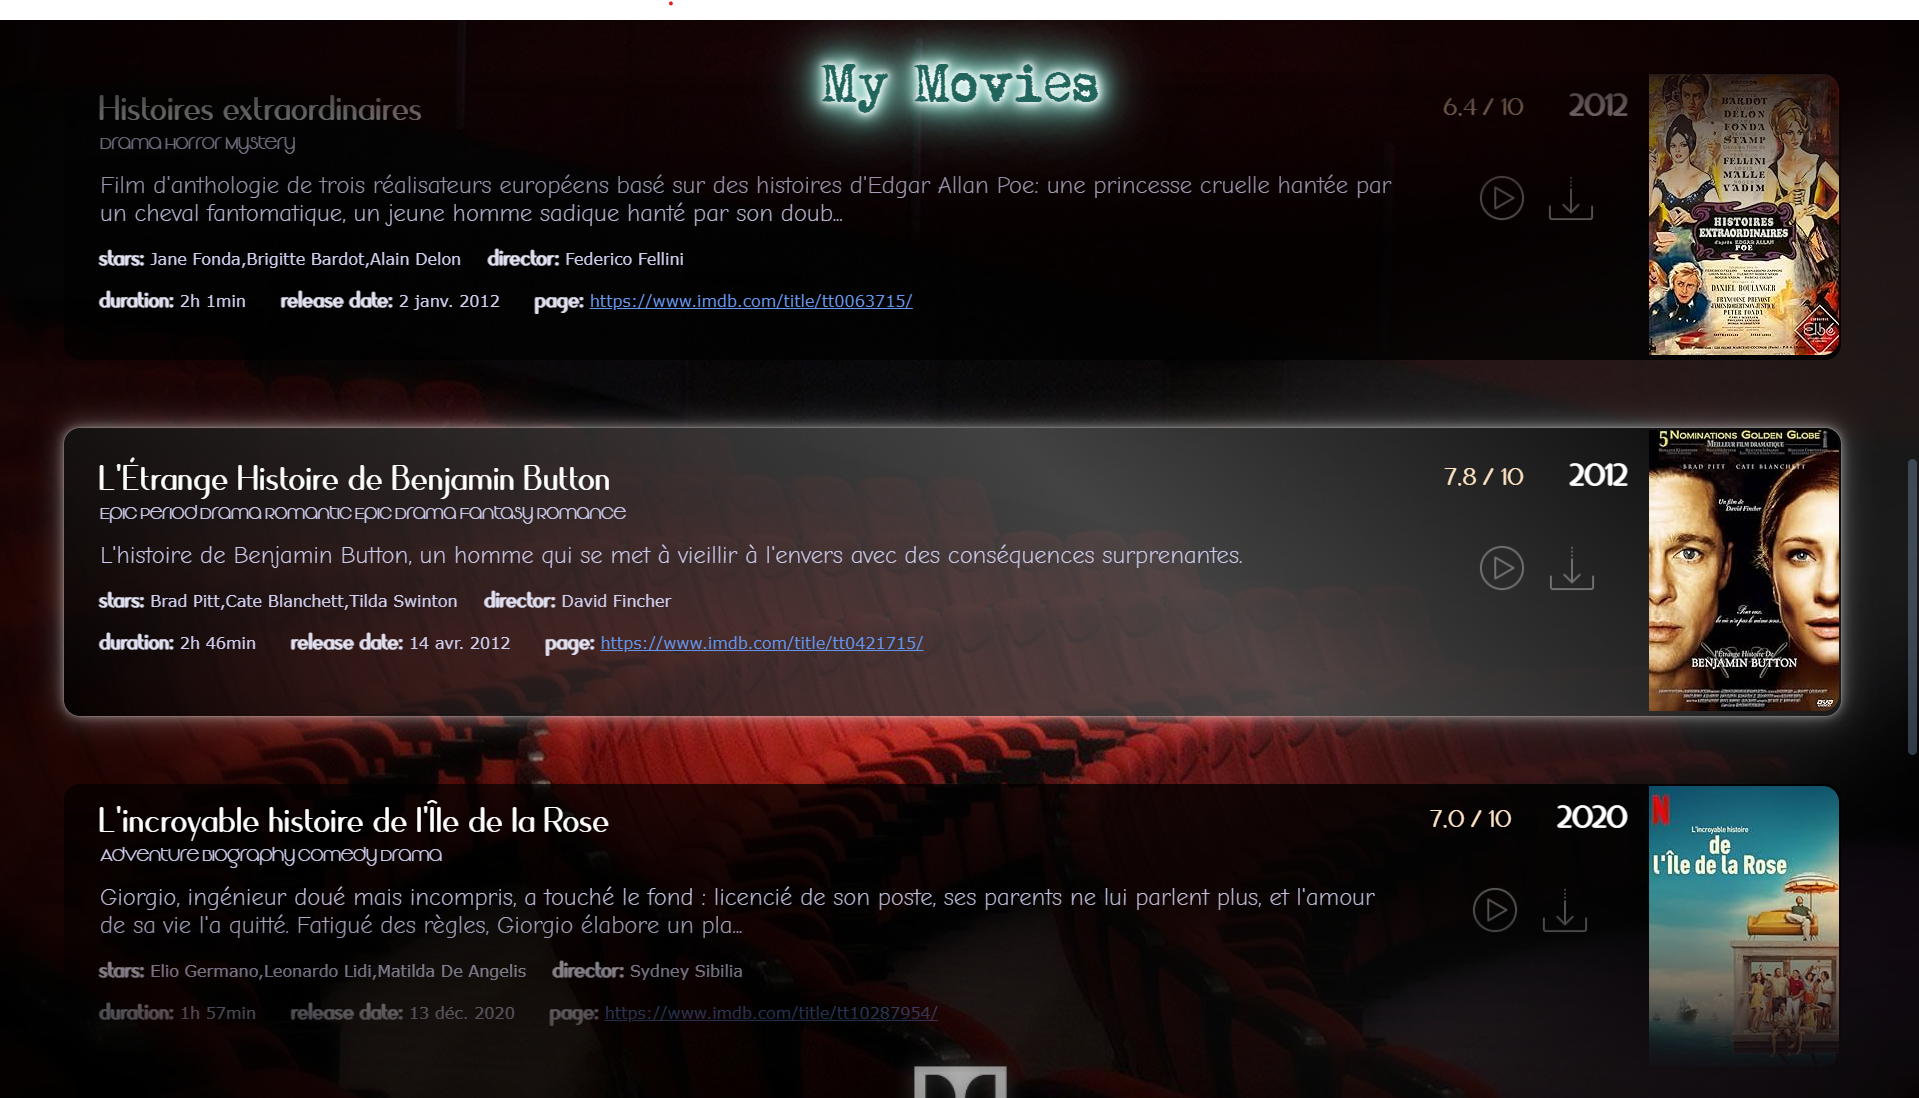 My Movies
Histoires extraordinaires
Drama Horror Mystery
6.4 / 10
2012
Film d'anthologie de trois réalisateurs européens basé sur des histoires d'Edgar Allan Poe: une princesse cruelle hantée par
un cheval fantomatique, un jeune homme sadique hanté par son doub...
stars: Jane Fonda,Brigitte Bardot,Alain Delon director: Federico Fellini
duration: 2h 1min release date: 2 janv. 2012 page: https://www.imdb.com/title/tt0063715/
BARDOT
DELON
FONDA
STAMP
FELLINI
MALLE
VADIM
HISTOIRES
EXTRAORDINAIRES
d'après EDGAR ALLAN
POE
DANIEL BOULANGER
PETER FONDA
L'Étrange Histoire de Benjamin Button
Epic Period Drama Romantic Epic Drama Fantasy Romance
7.8 / 10
2012
L'histoire de Benjamin Button, un homme qui se met à vieillir à l'envers avec des conséquences surprenantes.
stars: Brad Pitt,Cate Blanchett,Tilda Swinton director: David Fincher
duration: 2h 46min release date: 14 avr. 2012 page: https://www.imdb.com/title/tt0421715/
5 NOMINATIONS GOLDEN GLOBE
MEILLEUR FILM DRAMATIQUE
BRAD PITT CATE BLANCHETT
Un film de
David Fincher
l'Étrange Histoire De
BENJAMIN BUTTON
DVD
L'incroyable histoire de l'Île de la Rose
Adventure Biography Comedy Drama
7.0 / 10
2020
Giorgio, ingénieur doué mais incompris, a touché le fond : licencié de son poste, ses parents ne lui parlent plus, et l'amour
de sa vie l'a quitté. Fatigué des règles, Giorgio élabore un pla...
stars: Elio Germano,Leonardo Lidi,Matilda De Angelis director: Sydney Sibilia
duration: 1h 57min release date: 13 déc. 2020 page: https://www.imdb.com/title/tt10287954/
N
L'incroyable histoire
de
l'Île de la Rose